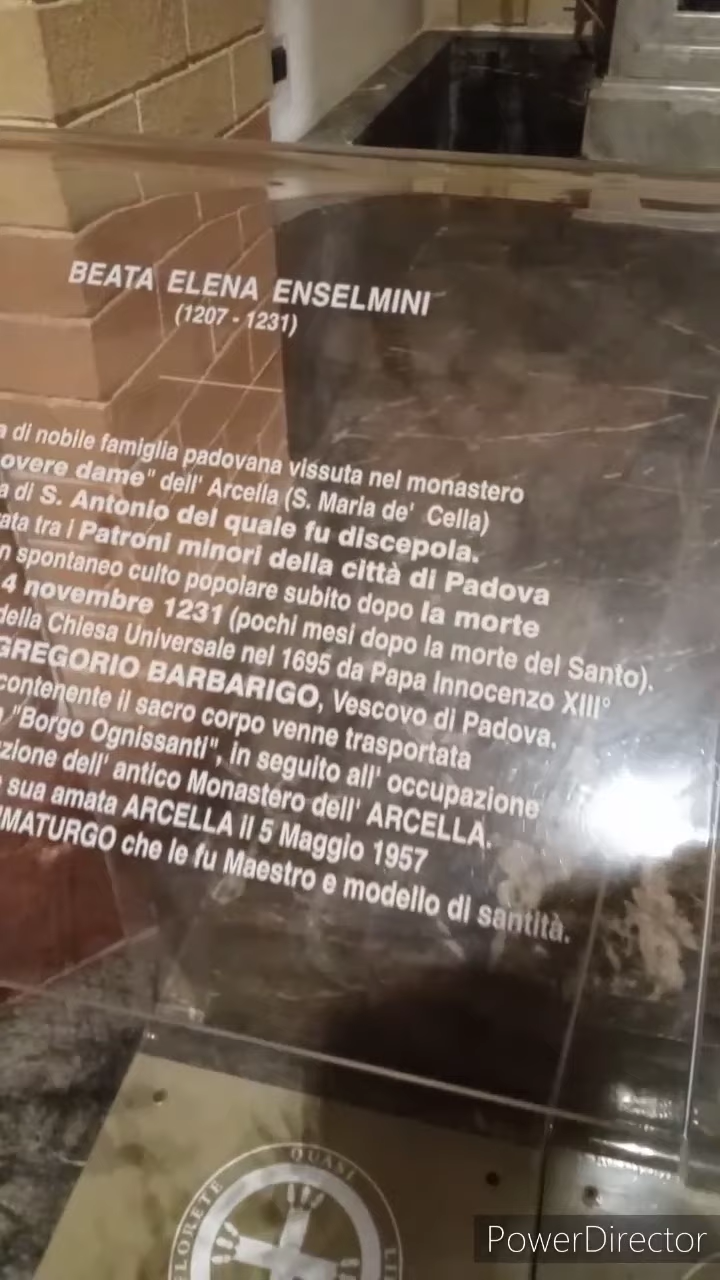 BEATA ELENA ENSELMINI
(1207 - 1231)
a di nobile famiglia padovana vissuta nel monastero
overe dame" dell' Arcella (S. Maria de' Cella)
a di S. Antonio del quale fu discepola.
ata tra i Patroni minori della città di Padova
n spontaneo culto popolare subito dopo la morte
4 novembre 1231 (pochi mesi dopo la morte del Santo).
della Chiesa Universale nel 1695 da Papa Innocenzo XIII°
GREGORIO BARBARIGO, Vescovo di Padova.
contenente il sacro corpo venne trasportata
"Borgo Ognissanti", in seguito all' occupazione
zione dell' antico Monastero dell' ARCELLA.
sua amata ARCELLA il 5 Maggio 1957
MATURGO che le fu Maestro e modello di santità.
FLORETE QUASI LI
PowerDirector